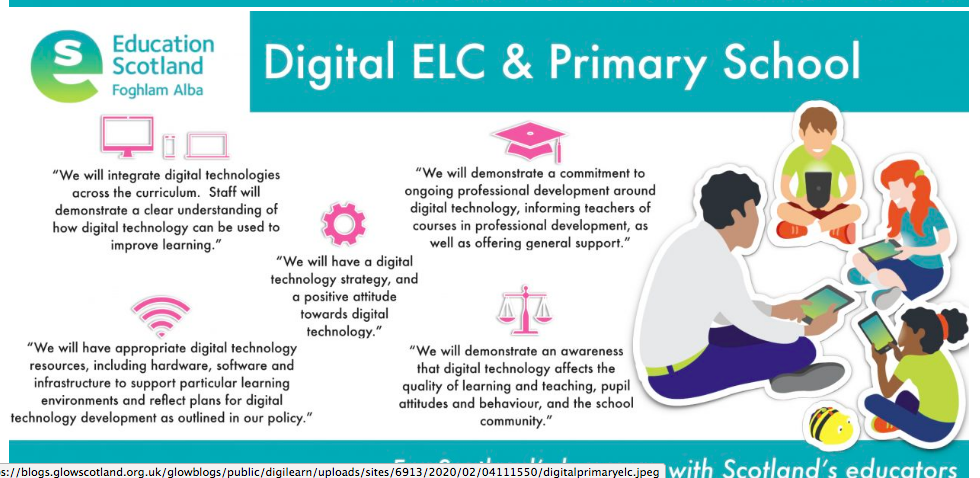 Education
Scotland
Foghlam Alba
Digital ELC & Primary School
"We will integrate digital technologies
across the curriculum. Staff will
demonstrate a clear understanding of
how digital technology can be used to
improve learning."
"We will have a digital
technology strategy, and
a positive attitude
towards digital
technology."
"We will demonstrate a commitment to
ongoing professional development around
digital technology, informing teachers of
courses in professional development, as
well as offering general support."
"We will have appropriate digital technology
resources, including hardware, software and
infrastructure to support particular learning
environments and reflect plans for digital
technology development as outlined in our policy."
"We will demonstrate an awareness
that digital technology affects the
quality of learning and teaching, pupil
attitudes and behaviour, and the school
community."
with Scotland's educators
s://blogs.glowscotland.org.uk/glowblogs/public/digilearn/uploads/sites/6913/2020/02/04111550/digitalprimaryelc.jpeg